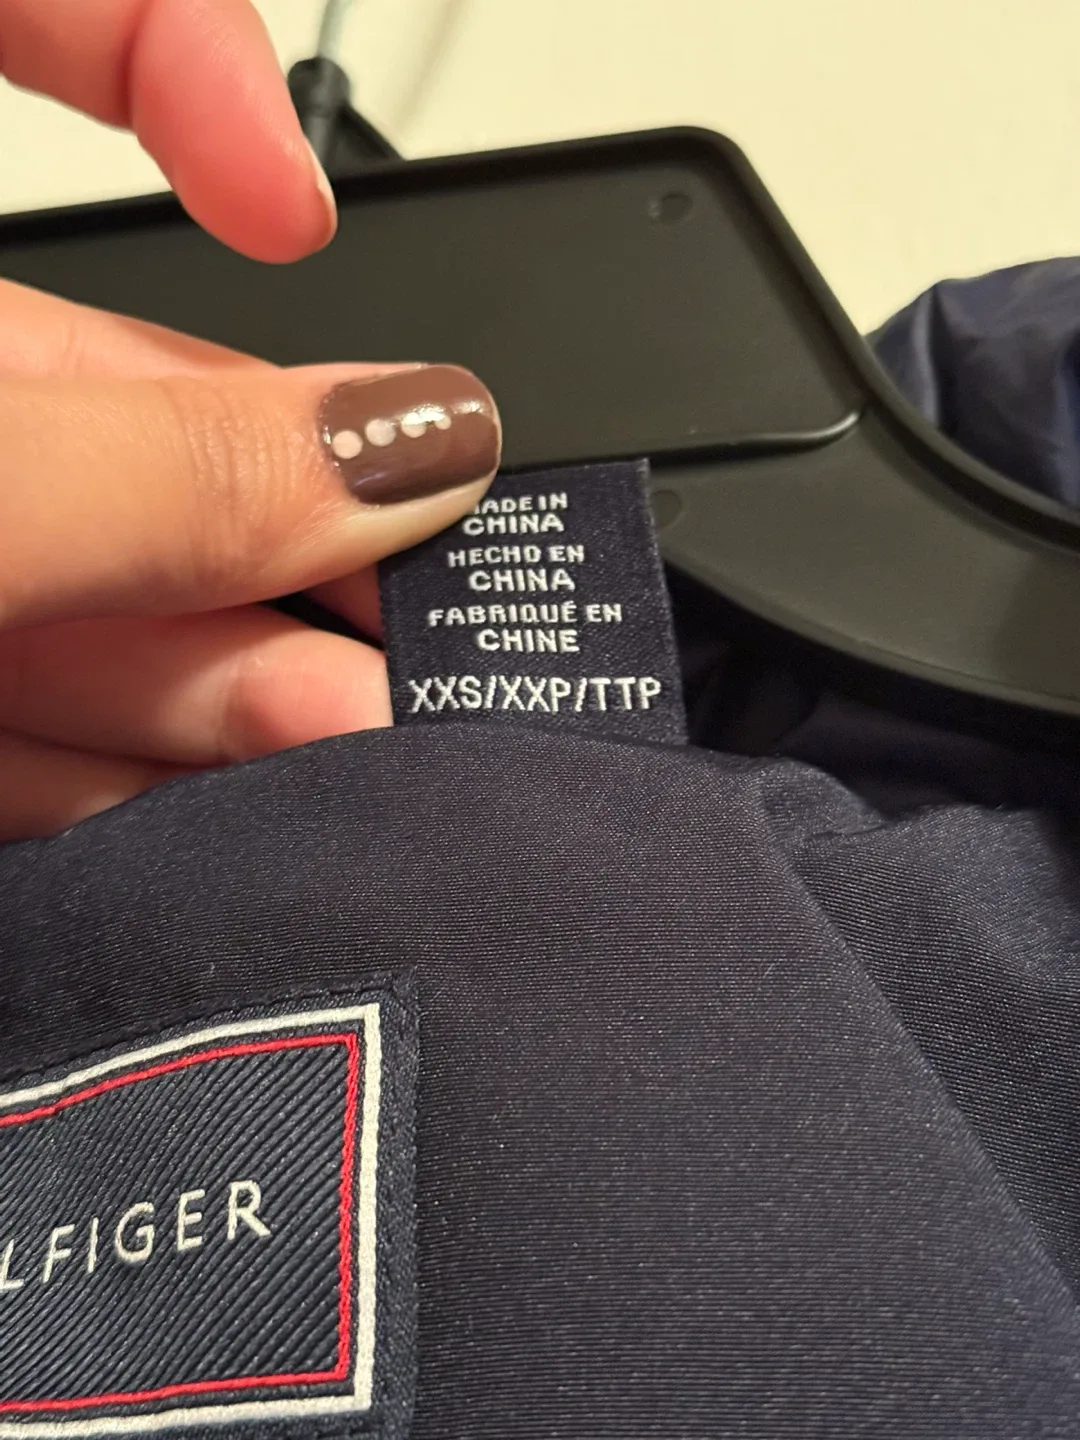 MADE IN
CHINA
HECHO EN
CHINA
FABRIQUÉ EN
CHINE
XXS/XXP/TTP
LFIGER